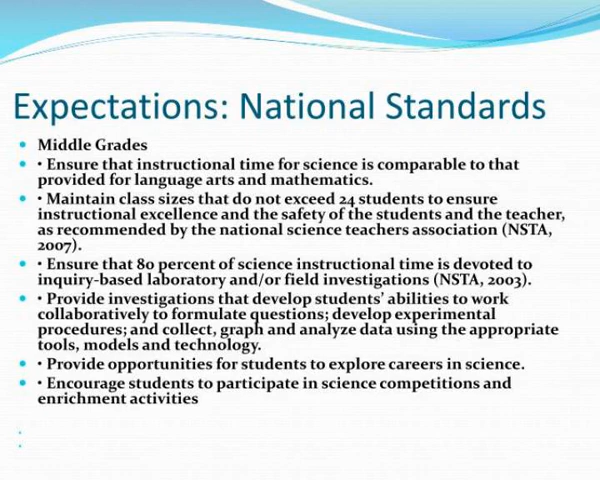 Expectations: National Standards
• Middle Grades
• • Ensure that instructional time for science is comparable to that
provided for language arts and mathematics.
• • Maintain class sizes that do not exceed 24 students to ensure
instructional excellence and the safety of the students and the teacher,
as recommended by the national science teachers association (NSTA,
2007).
• • Ensure that 80 percent of science instructional time is devoted to
inquiry-based laboratory and/or field investigations (NSTA, 2003).
• • Provide investigations that develop students’ abilities to work
collaboratively to formulate questions; develop experimental
procedures; and collect, graph and analyze data using the appropriate
tools, models and technology.
• • Provide opportunities for students to explore careers in science.
• • Encourage students to participate in science competitions and
enrichment activities